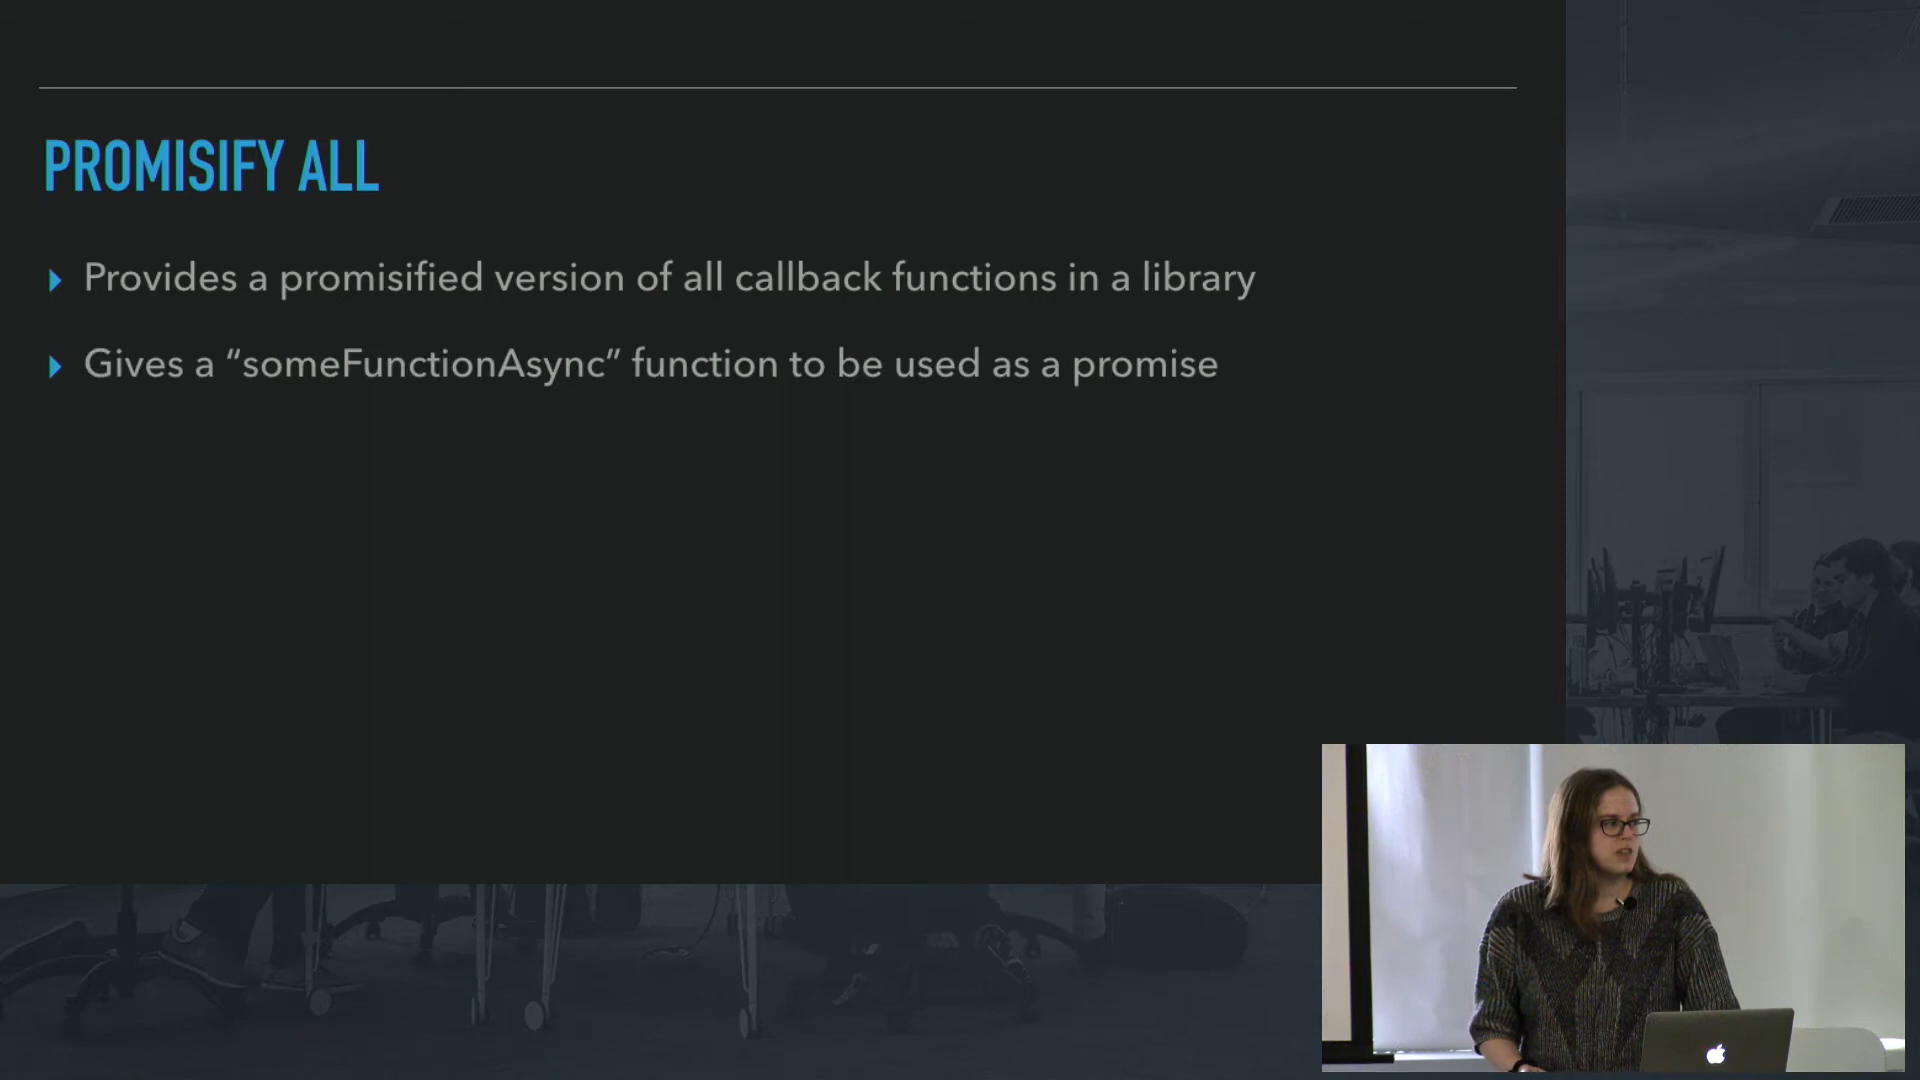 PROMISIFY ALL
Provides a promisified version of all callback functions in a library
Gives a “someFunctionAsync” function to be used as a promise